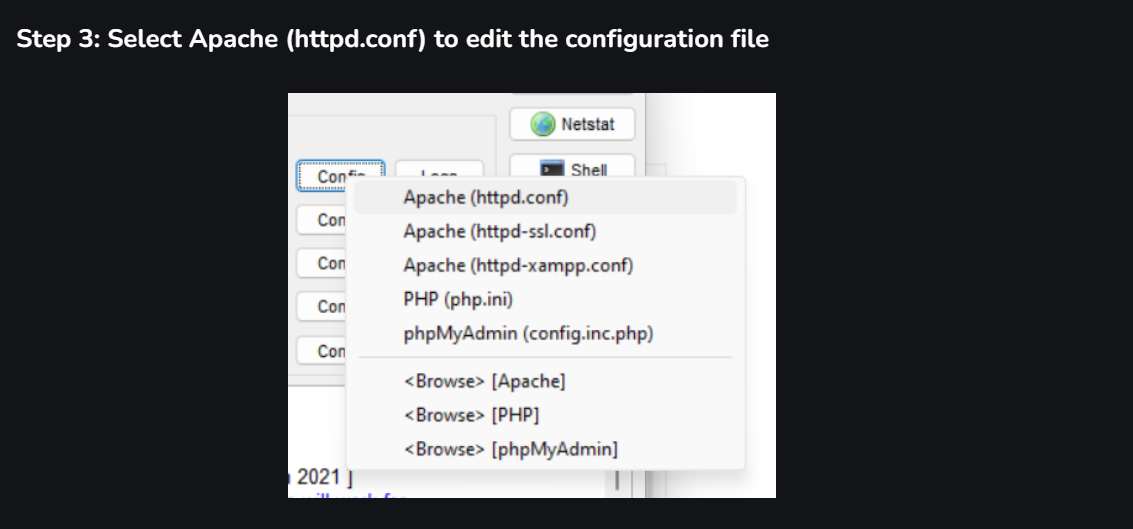 Step 3: Select Apache (httpd.conf) to edit the configuration file
Netstat
Shell
Config
Logs
Apache (httpd.conf)
Apache (httpd-ssl.conf)
Apache (httpd-xampp.conf)
PHP (php.ini)
phpMyAdmin (config.inc.php)
<Browse> [Apache]
<Browse> [PHP]
<Browse> [phpMyAdmin]
Con
Con
Con
Con
2021 ]